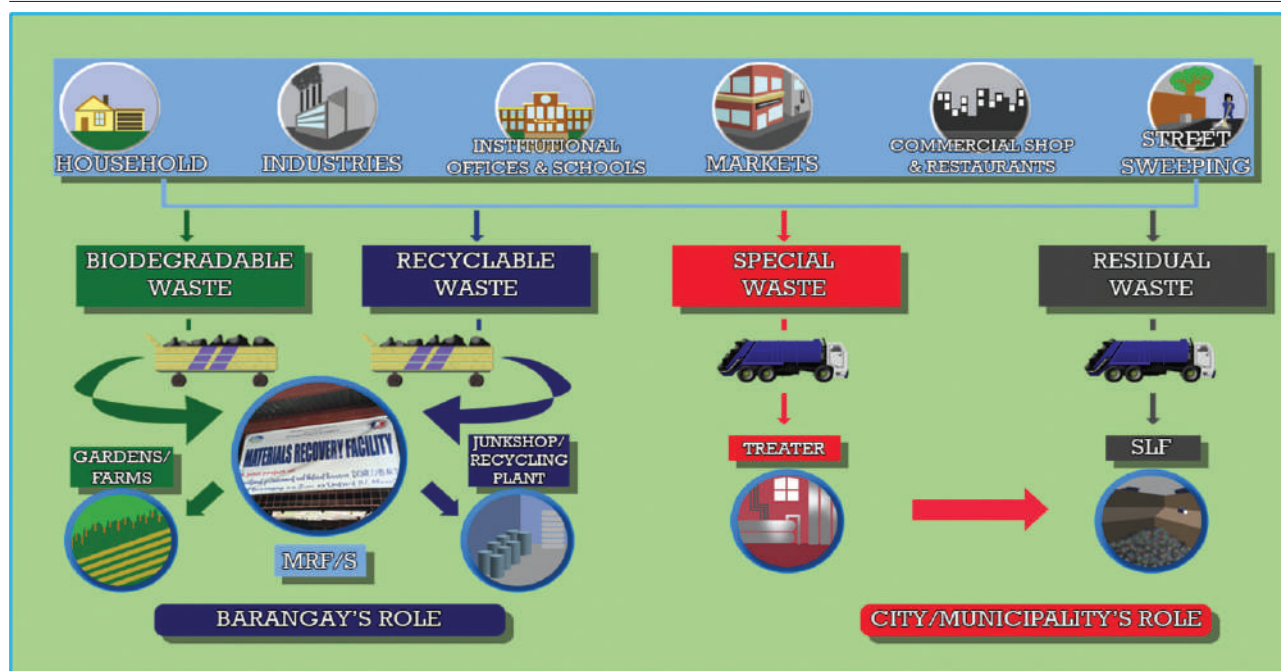 HOUSEHOLD
INDUSTRIES
INSTITUTIONAL
OFFICES & SCHOOLS
MARKETS
COMMERCIAL SHOP
& RESTAURANTS
STREET
SWEEPING
BIODEGRADABLE
WASTE
RECYCLABLE
WASTE
SPECIAL
WASTE
RESIDUAL
WASTE
GARDENS/
FARMS
MATERIALS RECOVERY FACILITY
JUNKSHOP/
RECYCLING
PLANT
TREATER
SLF
MRF/S
BARANGAY'S ROLE
CITY/MUNICIPALITY'S ROLE